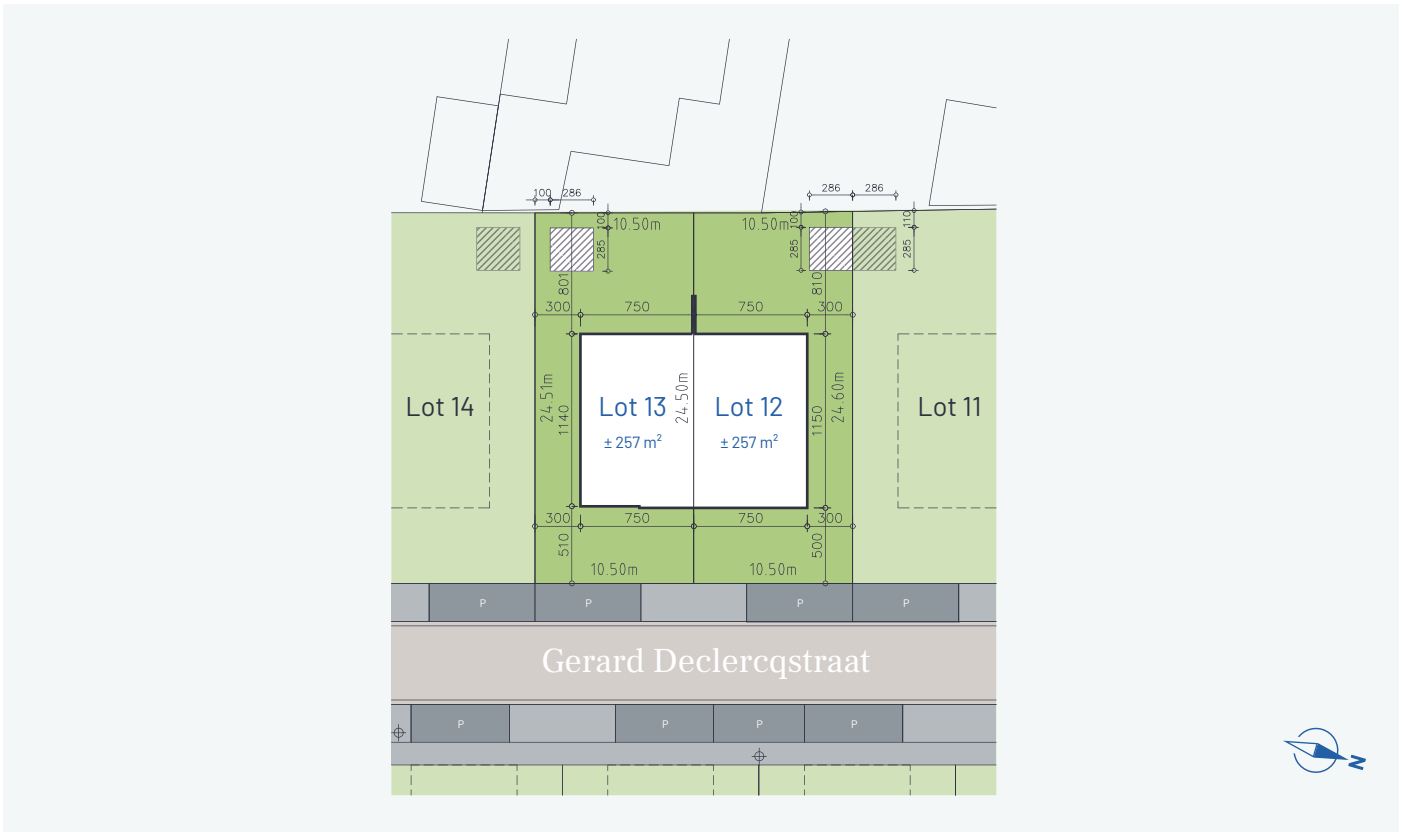 100 286
286 286
100
10.50m
10.50m
100
110
285
285
285
801
810
300 750 750 300
24.51m
1140
Lot 14
Lot 13
± 257 m²
24.50m
Lot 12
± 257 m²
1150
24.60m
Lot 11
300 750 750 300
510
500
10.50m
10.50m
P P P P
Gerard Declercqstraat
P P P P
N